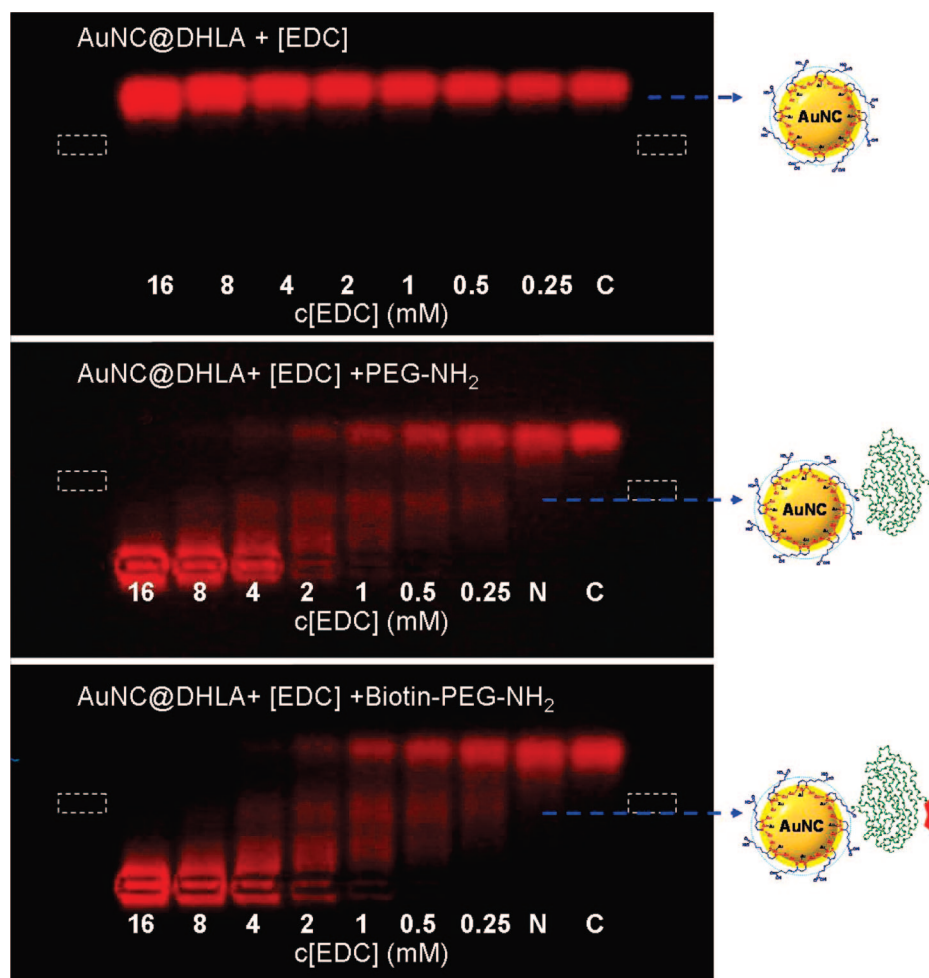 AuNC@DHLA + [EDC]
AuNC
16 8 4 2 1 0.5 0.25 C
c[EDC] (mM)
AuNC@DHLA+ [EDC] +PEG-NH₂
AuNC
16 8 4 2 1 0.5 0.25 N C
c[EDC] (mM)
AuNC@DHLA+ [EDC] +Biotin-PEG-NH₂
AuNC
16 8 4 2 1 0.5 0.25 N C
c[EDC] (mM)